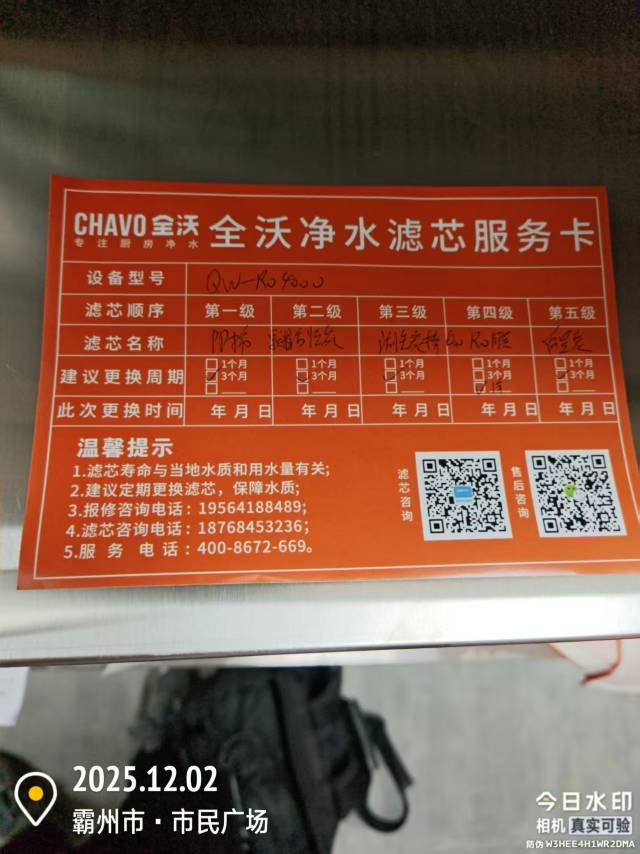 CHAVO 全沃
专注厨房净水
全沃净水滤芯服务卡
设备型号 QW-RO4000
滤芯顺序 第一级 第二级 第三级 第四级 第五级
滤芯名称
建议更换周期 1个月 1个月 1个月 1个月 1个月
3个月 3个月 3个月 3个月 3个月
此次更换时间 年 月 日 年 月 日 年 月 日 年 月 日 年 月 日
温馨提示
1.滤芯寿命与当地水质和用水量有关;
2.建议定期更换滤芯，保障水质;
3.报修咨询电话：19564188489;
4.滤芯咨询电话：18768453236;
5.服 务 电 话：400-8672-669。
滤芯咨询
售后咨询
2025.12.02
霸州市·市民广场
今日水印
相机 真实可验
防伪 W3HEE4H1WR2DMA